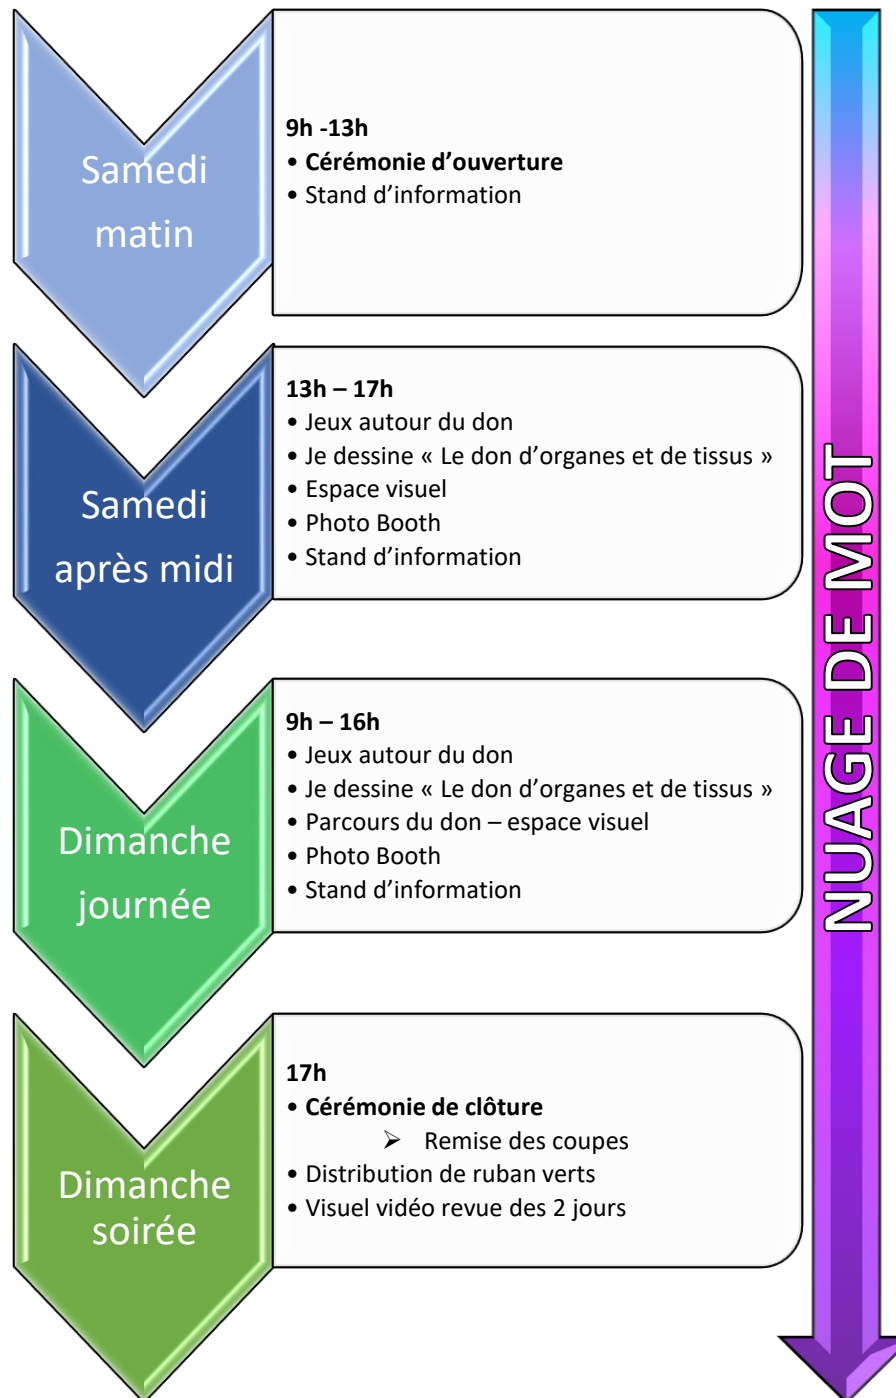 Samedi
matin
9h -13h
• Cérémonie d’ouverture
• Stand d’information
Samedi
après midi
13h – 17h
• Jeux autour du don
• Je dessine « Le don d’organes et de tissus »
• Espace visuel
• Photo Booth
• Stand d’information
Dimanche
journée
9h – 16h
• Jeux autour du don
• Je dessine « Le don d’organes et de tissus »
• Parcours du don – espace visuel
• Photo Booth
• Stand d’information
Dimanche
soirée
17h
• Cérémonie de clôture
➢ Remise des coupes
• Distribution de ruban verts
• Visuel vidéo revue des 2 jours
NUAGE DE MOT